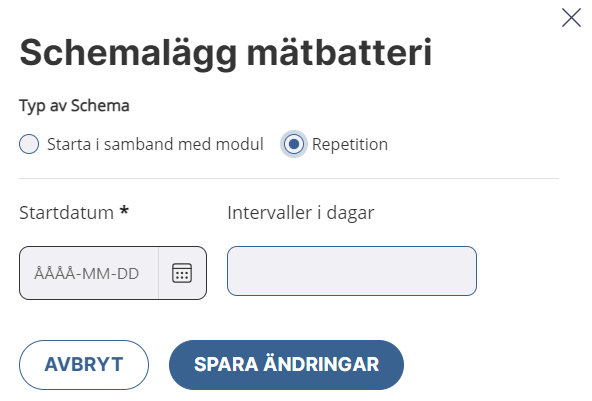 Schemalägg mätbatteri
Typ av Schema
Starta i samband med modul Repetition
Startdatum * Intervaller i dagar
ÅÅÅÅ-MM-DD
AVBRYT SPARA ÄNDRINGAR